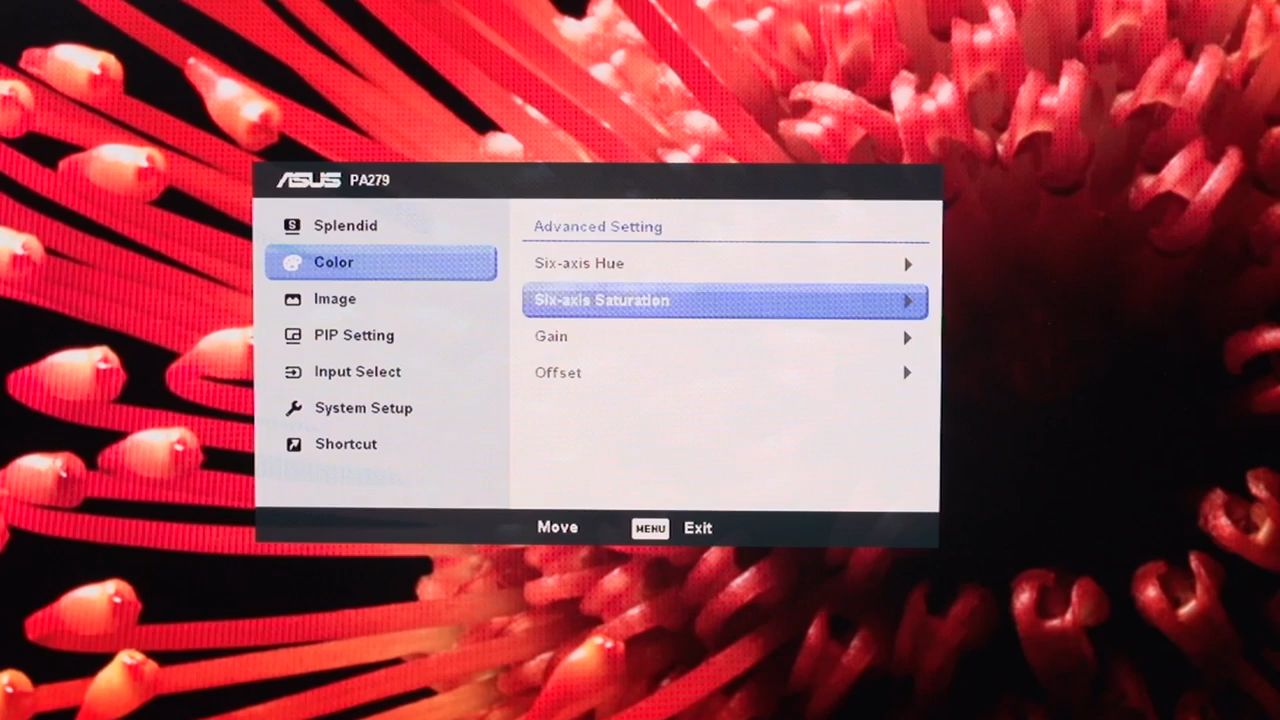 ASUS PA279
Splendid
Color
Image
PIP Setting
Input Select
System Setup
Shortcut
Advanced Setting
Six-axis Hue
Six-axis Saturation
Gain
Offset
Move MENU Exit